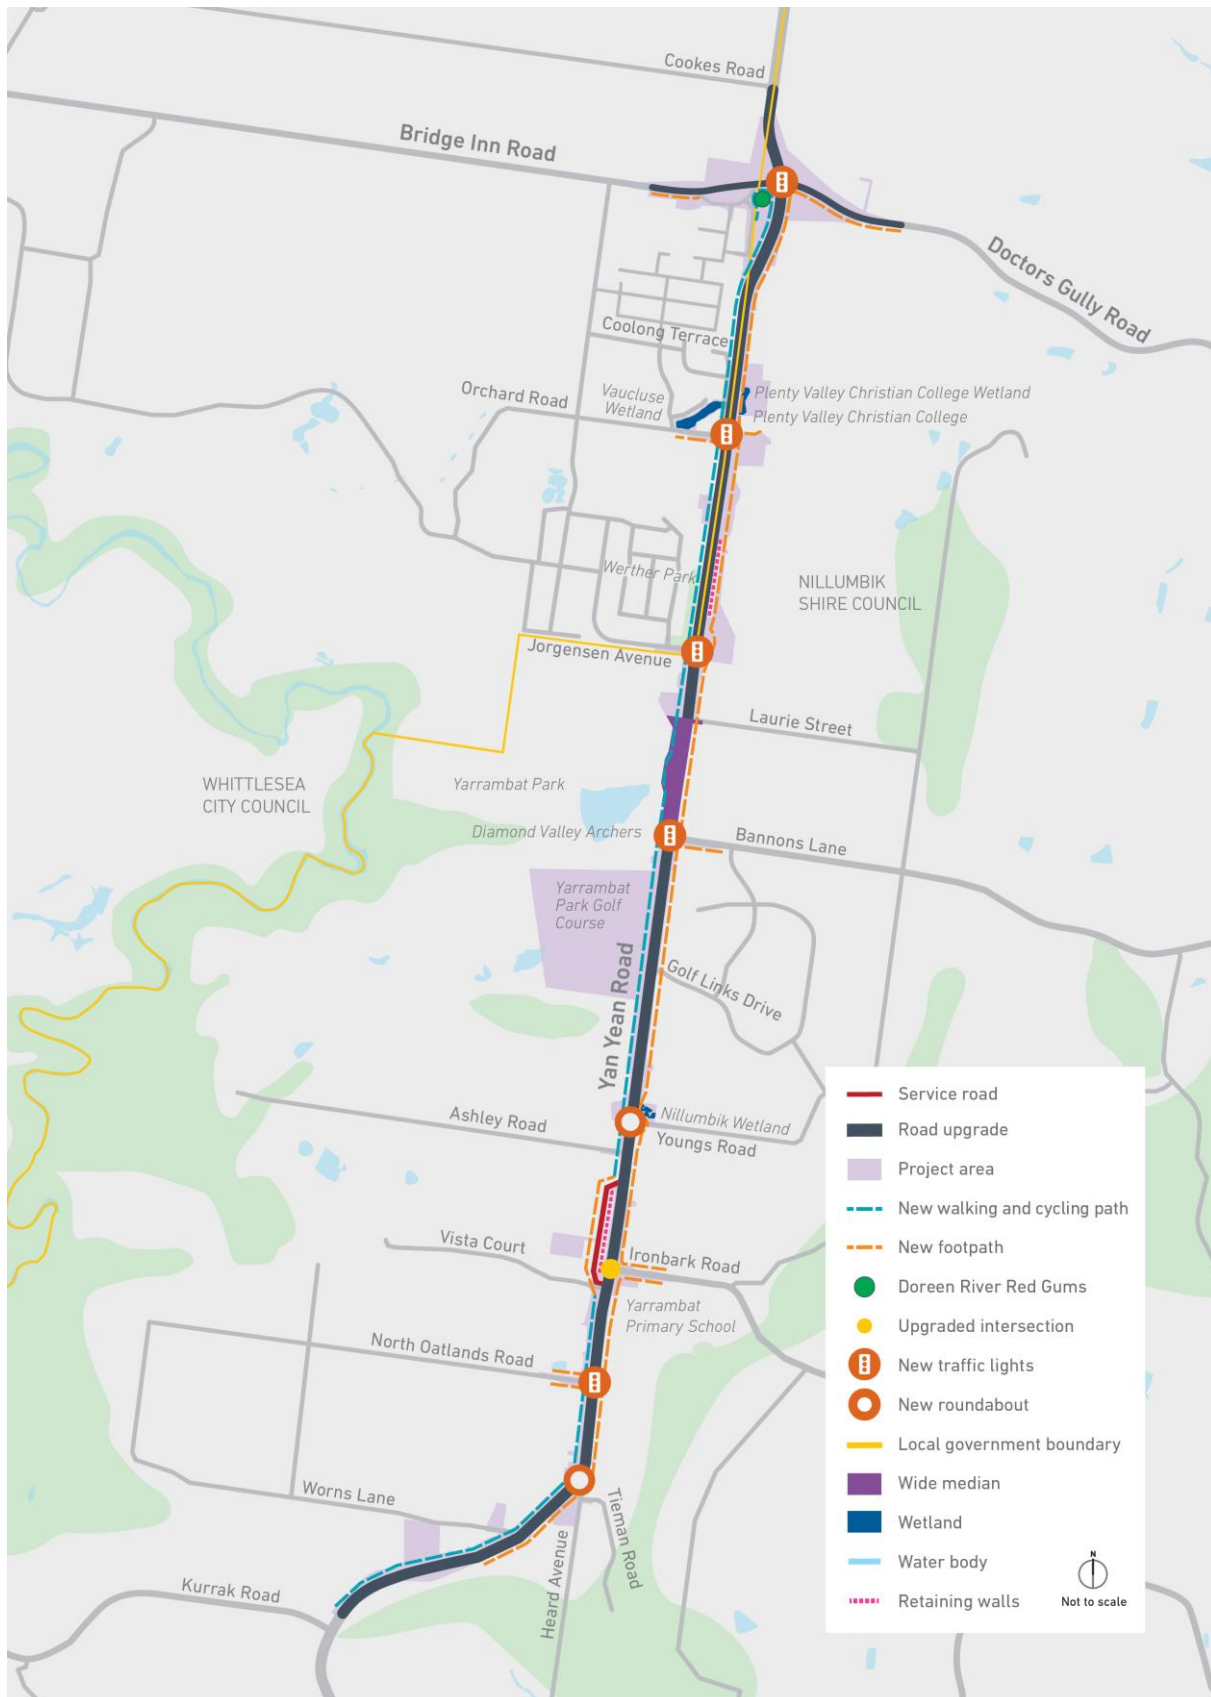 Cookes Road
Bridge Inn Road
Doctors Gully Road
Coolong Terrace
Orchard Road
Vaucluse
Wetland
Plenty Valley Christian College Wetland
Plenty Valley Christian College
Werther Park
NILLUMBIK
SHIRE COUNCIL
Jorgensen Avenue
Laurie Street
WHITTLESEA
CITY COUNCIL
Yarrambat Park
Diamond Valley Archers
Bannons Lane
Yarrambat
Park Golf
Course
Yan Yean Road
Golf Links Drive
Ashley Road
Nillumbik Wetland
Youngs Road
Vista Court
Ironbark Road
Yarrambat
Primary School
North Oatlands Road
Worns Lane
Tieman Road
Heard Avenue
Kurrak Road
Service road
Road upgrade
Project area
New walking and cycling path
New footpath
Doreen River Red Gums
Upgraded intersection
New traffic lights
New roundabout
Local government boundary
Wide median
Wetland
Water body
Retaining walls
N
Not to scale